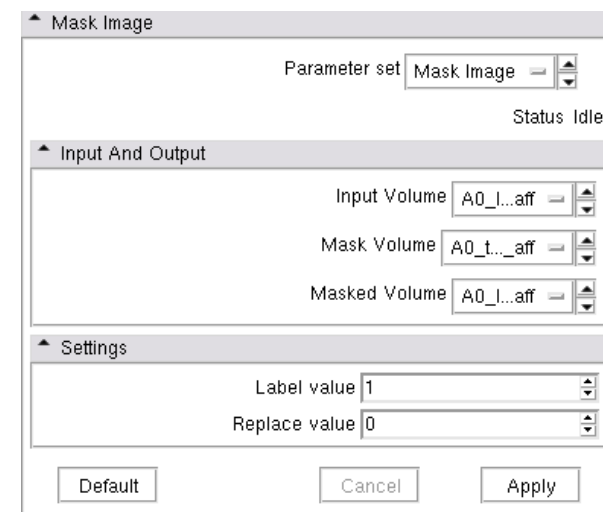 Mask Image
Parameter set Mask Image
Status Idle
Input And Output
Input Volume A0_l...aff
Mask Volume A0_t..._aff
Masked Volume A0_l...aff
Settings
Label value 1
Replace value 0
Default Cancel Apply